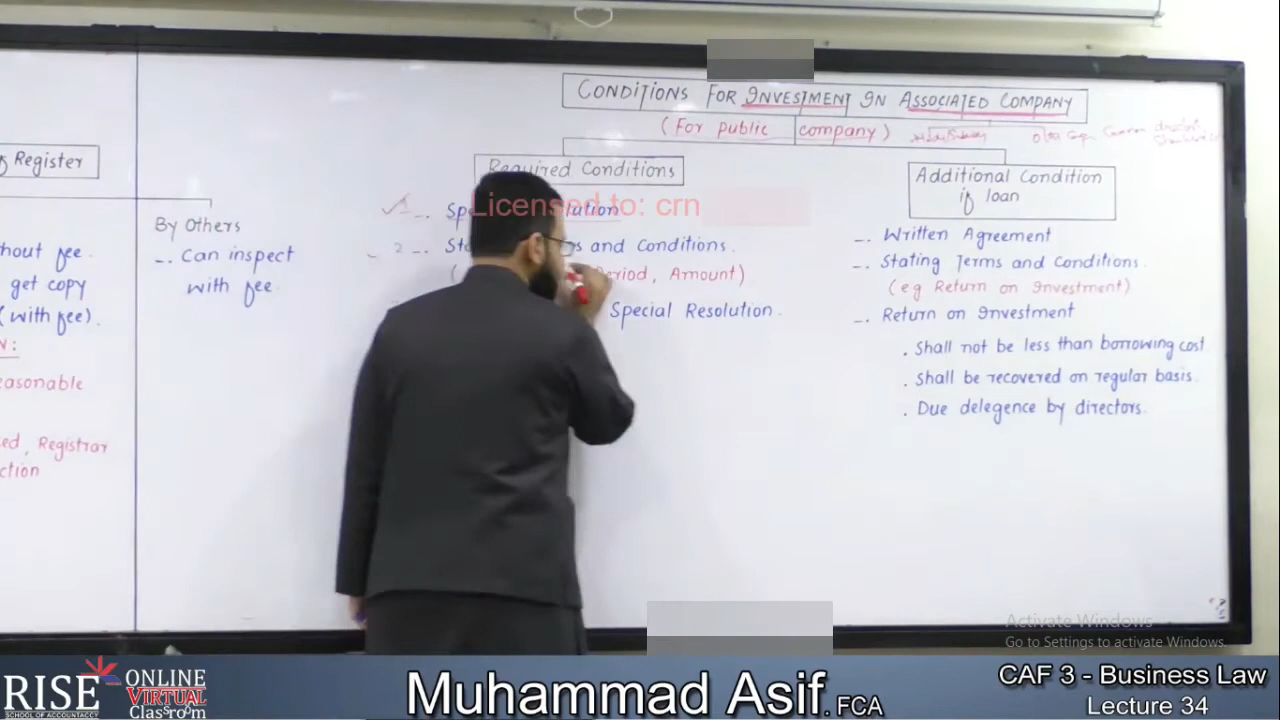 CONDITIONS FOR INVESTMENT IN ASSOCIATED COMPANY
(For public company)
Register
By Others
_. Can inspect
with fee
hout fee.
get copy
(with fee).
N:
easonable
ed, Registrar
ction
Required Conditions
Licensed to: crn
_. Sp lution
2 _. St s and Conditions.
Period, Amount)
Special Resolution.
Additional Condition
if loan
_. Written Agreement
_. Stating Terms and Conditions.
(eg Return on Investment)
_. Return on Investment
. Shall not be less than borrowing cost
. Shall be recovered on regular basis.
. Due delegence by directors.
Activate Windows
Go to Settings to activate Windows.
RISE
SCHOOL OF ACCOUNTANCY
ONLINE
VIRTUAL
Classroom
Muhammad Asif. FCA
CAF 3 - Business Law
Lecture 34